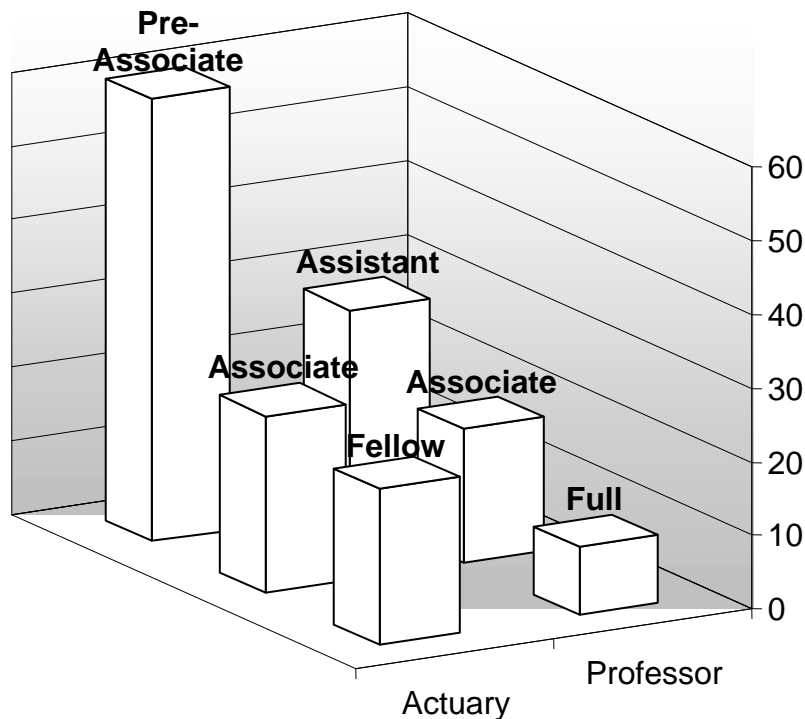 Pre-
Associate
Assistant
Associate
Associate
Fellow
Full
60
50
40
30
20
10
0
Professor
Actuary